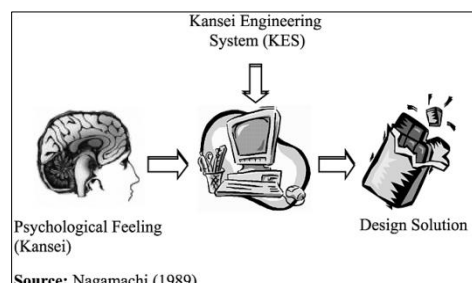 Kansei Engineering
System (KES)
Psychological Feeling
(Kansei)
Design Solution
Source: Nagamachi (1989)